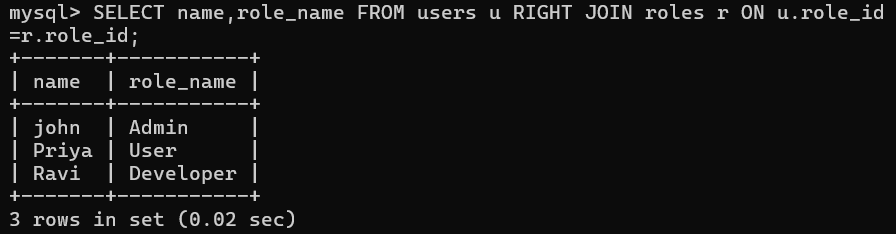 mysql> SELECT name,role_name FROM users u RIGHT JOIN roles r ON u.role_id
=r.role_id;
+-------+-----------+
| name  | role_name |
+-------+-----------+
| john  | Admin     |
| Priya | User      |
| Ravi  | Developer |
+-------+-----------+
3 rows in set (0.02 sec)